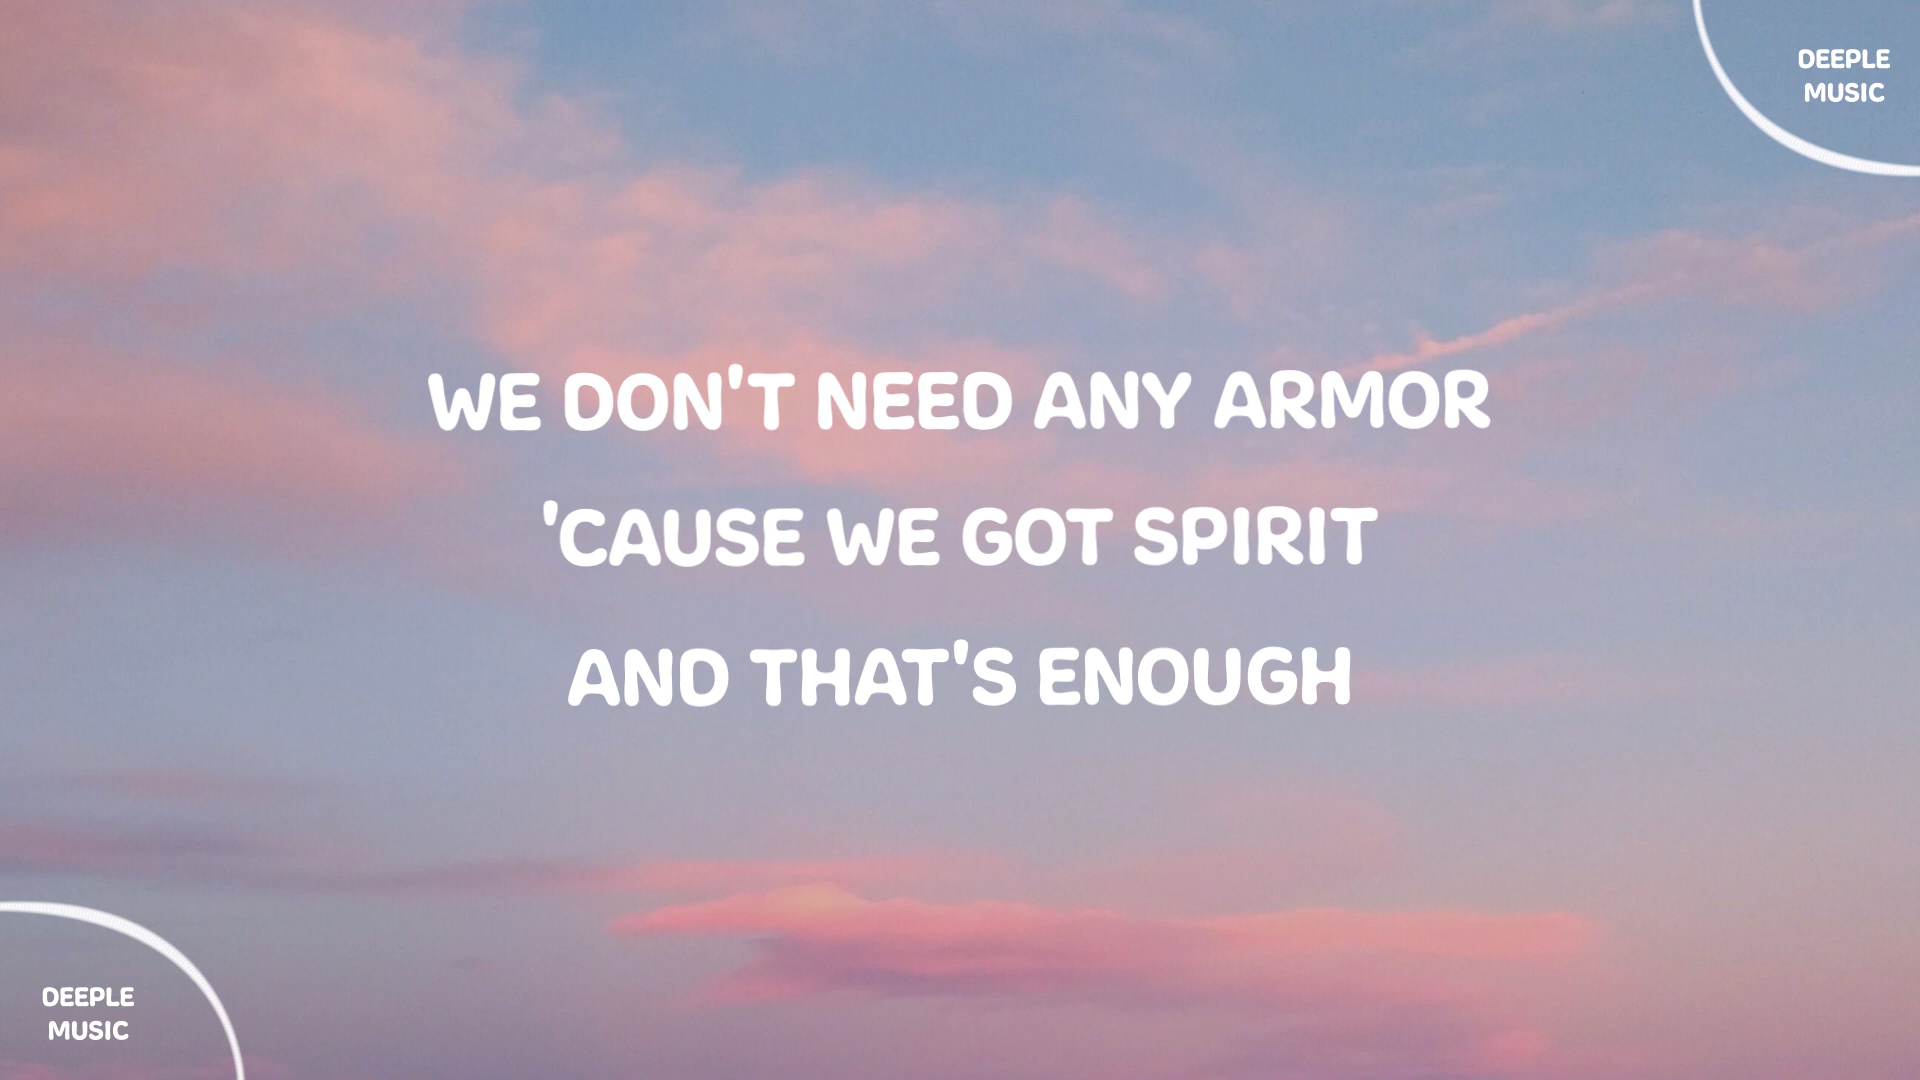 DEEPLE
MUSIC
WE DON'T NEED ANY ARMOR
'CAUSE WE GOT SPIRIT
AND THAT'S ENOUGH
DEEPLE
MUSIC